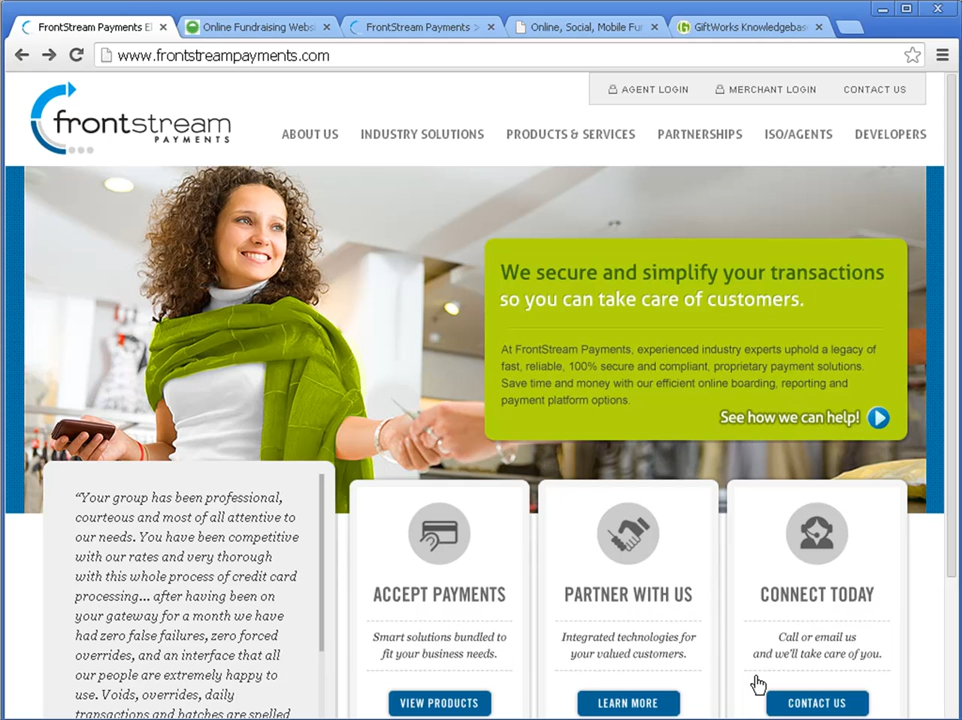 FrontStream Payments El
Online Fundraising Websi
FrontStream Payments >
Online, Social, Mobile Fur
GiftWorks Knowledgebas
www.frontstreampayments.com
AGENT LOGIN
MERCHANT LOGIN
CONTACT US
frontstream
PAYMENTS
ABOUT US
INDUSTRY SOLUTIONS
PRODUCTS & SERVICES
PARTNERSHIPS
ISO/AGENTS
DEVELOPERS
We secure and simplify your transactions
so you can take care of customers.
At FrontStream Payments, experienced industry experts uphold a legacy of
fast, reliable, 100% secure and compliant, proprietary payment solutions.
Save time and money with our efficient online boarding, reporting and
payment platform options.
See how we can help!
“Your group has been professional,
courteous and most of all attentive to
our needs. You have been competitive
with our rates and very thorough
with this whole process of credit card
processing... after having been on
your gateway for a month we have
had zero false failures, zero forced
overrides, and an interface that all
our people are extremely happy to
use. Voids, overrides, daily
transactions and batches are spelled
ACCEPT PAYMENTS
Smart solutions bundled to
fit your business needs.
VIEW PRODUCTS
PARTNER WITH US
Integrated technologies for
your valued customers.
LEARN MORE
CONNECT TODAY
Call or email us
and we'll take care of you.
CONTACT US